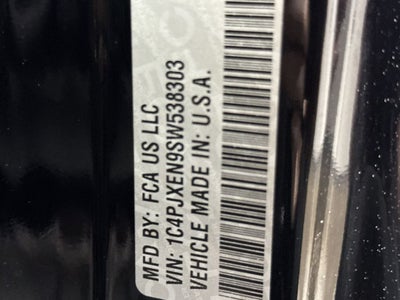 MFD BY: FCA US LLC
VIN: 1C4PJXEN9SW538303
VEHICLE MADE IN: U.S.A.